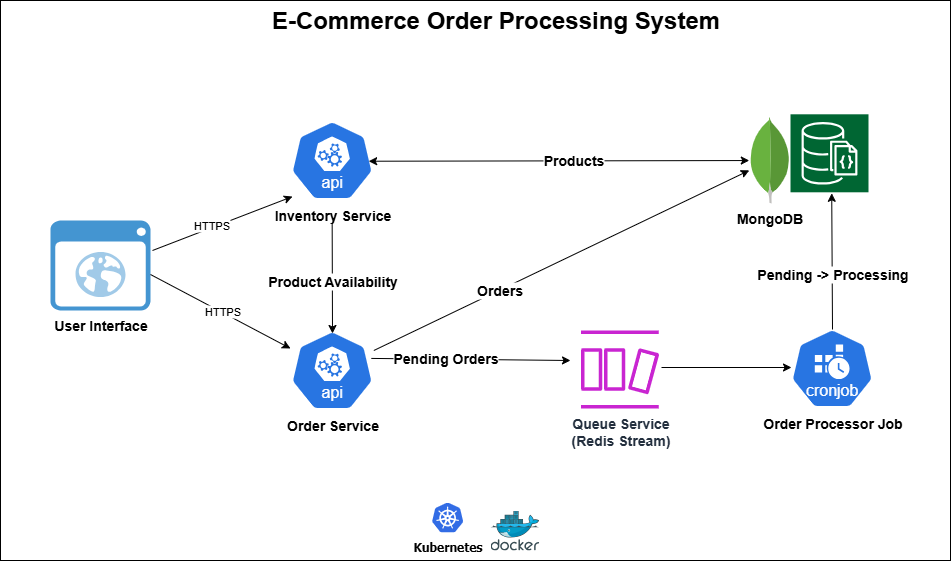 E-Commerce Order Processing System
api
Inventory Service
Products
MongoDB
HTTPS
User Interface
HTTPS
Product Availability
Orders
Pending -> Processing
api
Order Service
Pending Orders
Queue Service
(Redis Stream)
cronjob
Order Processor Job
Kubernetes
docker